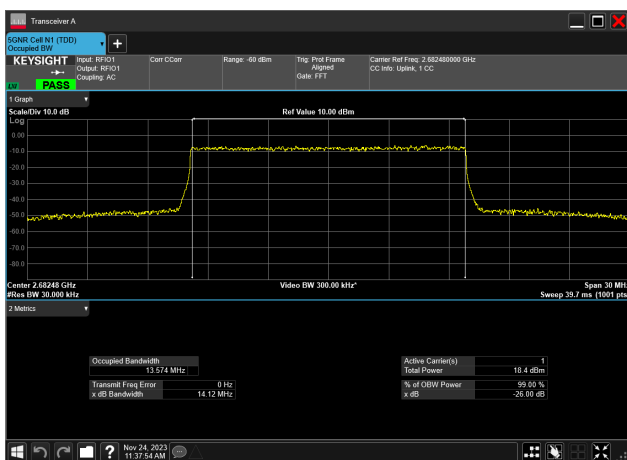 Transceiver A
5GNR Cell N1 (TDD)
Occupied BW
KEYSIGHT
PASS
Input: RFIO1
Output: RFIO1
Coupling: AC
Corr CCorr
Range: -60 dBm
Trig: Prot Frame
Aligned
Gate: FFT
Carrier Ref Freq: 2.682480000 GHz
CC Info: Uplink, 1 CC
1 Graph
Scale/Div 10.0 dB
Ref Value 10.00 dBm
Log
0.00
-10.0
-20.0
-30.0
-40.0
-50.0
-60.0
-70.0
-80.0
Center 2.68248 GHz
Video BW 300.00 kHz*
Span 30 MH
#Res BW 30.000 kHz
Sweep 39.7 ms (1001 pts
2 Metrics
Occupied Bandwidth
13.574 MHz
Transmit Freq Error 0 Hz
x dB Bandwidth 14.12 MHz
Active Carrier(s) 1
Total Power 18.4 dBm
% of OBW Power 99.00 %
x dB -26.00 dB
Nov 24, 2023
11:37:54 AM